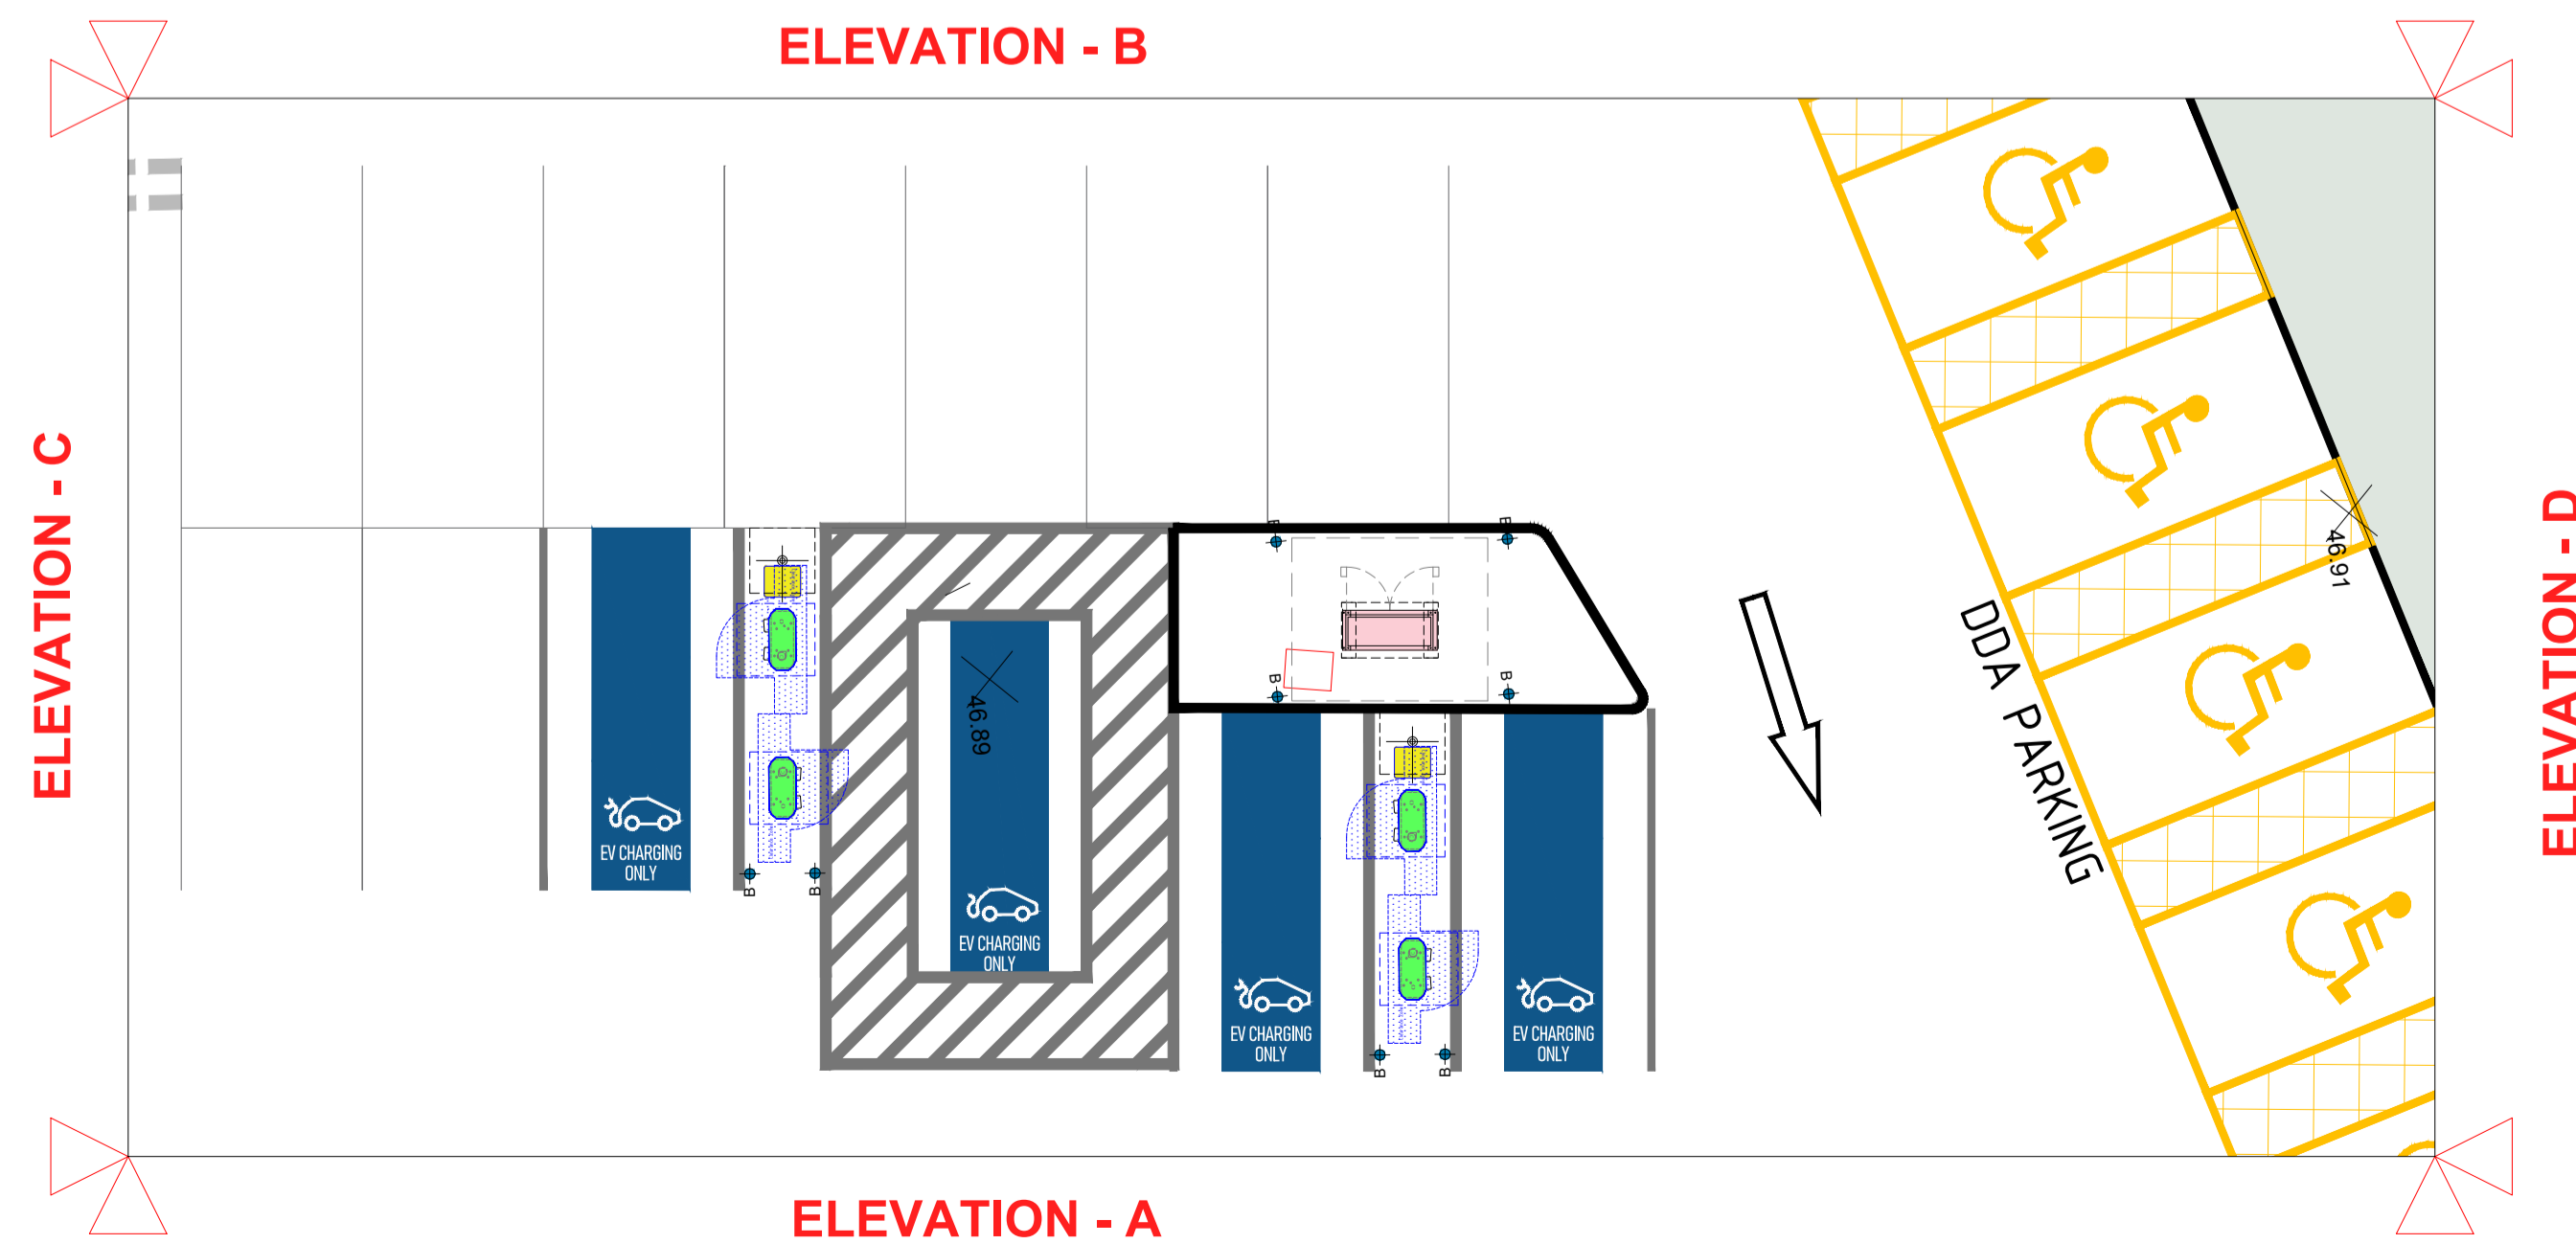 ELEVATION - B
ELEVATION - C
ELEVATION - D
46.91
B
B
B
B
46.89
DDA PARKING
EV CHARGING
ONLY
B
B
EV CHARGING
ONLY
EV CHARGING
ONLY
EV CHARGING
ONLY
B
B
ELEVATION - A